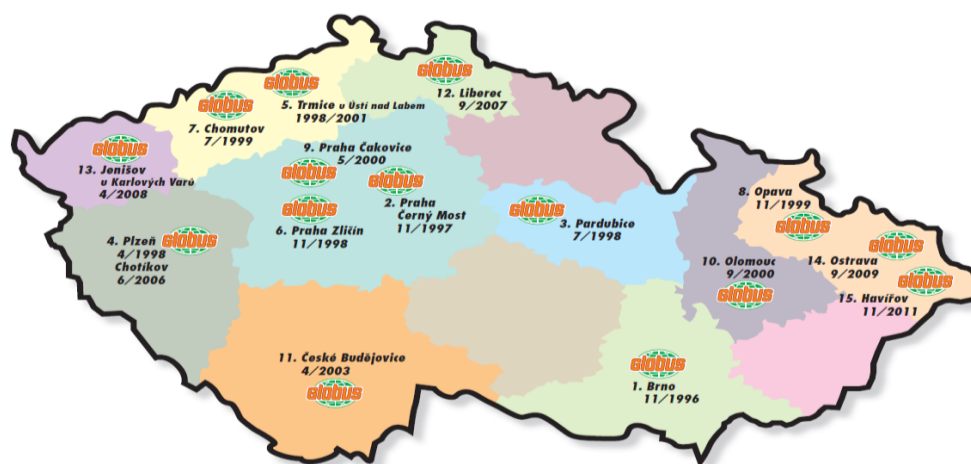 Globus
12. Liberec
9/2007
Globus
5. Trmice u Ústí nad Labem
1998/2001
Globus
7. Chomutov
7/1999
Globus
13. Jenišov
u Karlových Varů
4/2008
9. Praha Čakovice
5/2000
Globus
Globus
2. Praha
Černý Most
11/1997
Globus
6. Praha Zličín
11/1998
Globus
3. Pardubice
7/1998
8. Opava
11/1999
Globus
4. Plzeň
4/1998
Chotíkov
6/2006
Globus
10. Olomouc
9/2000
Globus
14. Ostrava
9/2009
Globus
15. Havířov
11/2011
Globus
11. České Budějovice
4/2003
Globus
Globus
1. Brno
11/1996